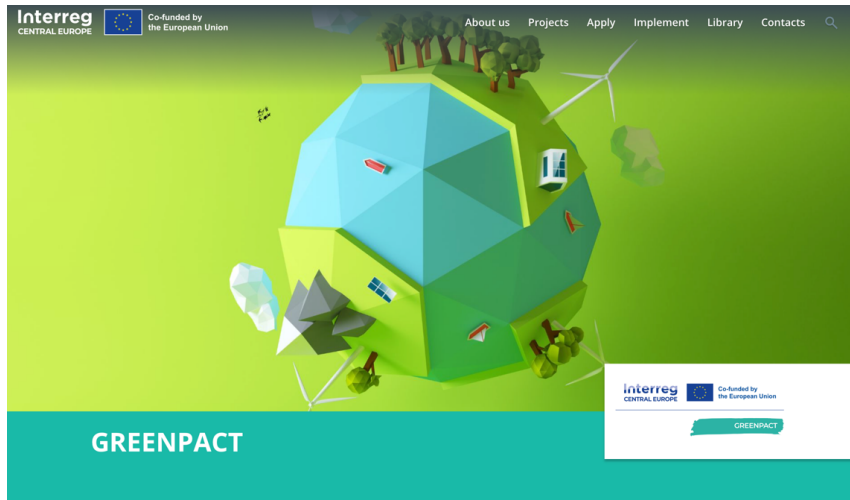 Interreg
CENTRAL EUROPE
Co-funded by
the European Union
About us
Projects
Apply
Implement
Library
Contacts
GREENPACT
Interreg
CENTRAL EUROPE
Co-funded by
the European Union
GREENPACT